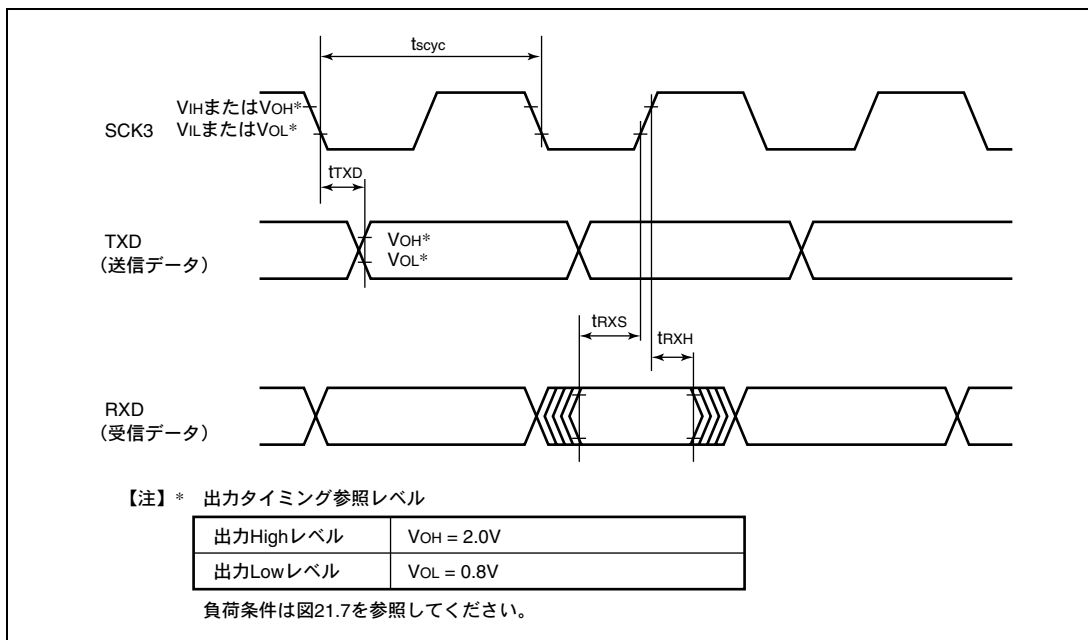 tscyc
VIHまたはVOH*
VILまたはVOL*
SCK3
tTXD
TXD
（送信データ）
VOH*
VOL*
tRXS
tRXH
RXD
（受信データ）
【注】* 出力タイミング参照レベル
出力Highレベル VOH = 2.0V
出力Lowレベル VOL = 0.8V
負荷条件は図21.7を参照してください。